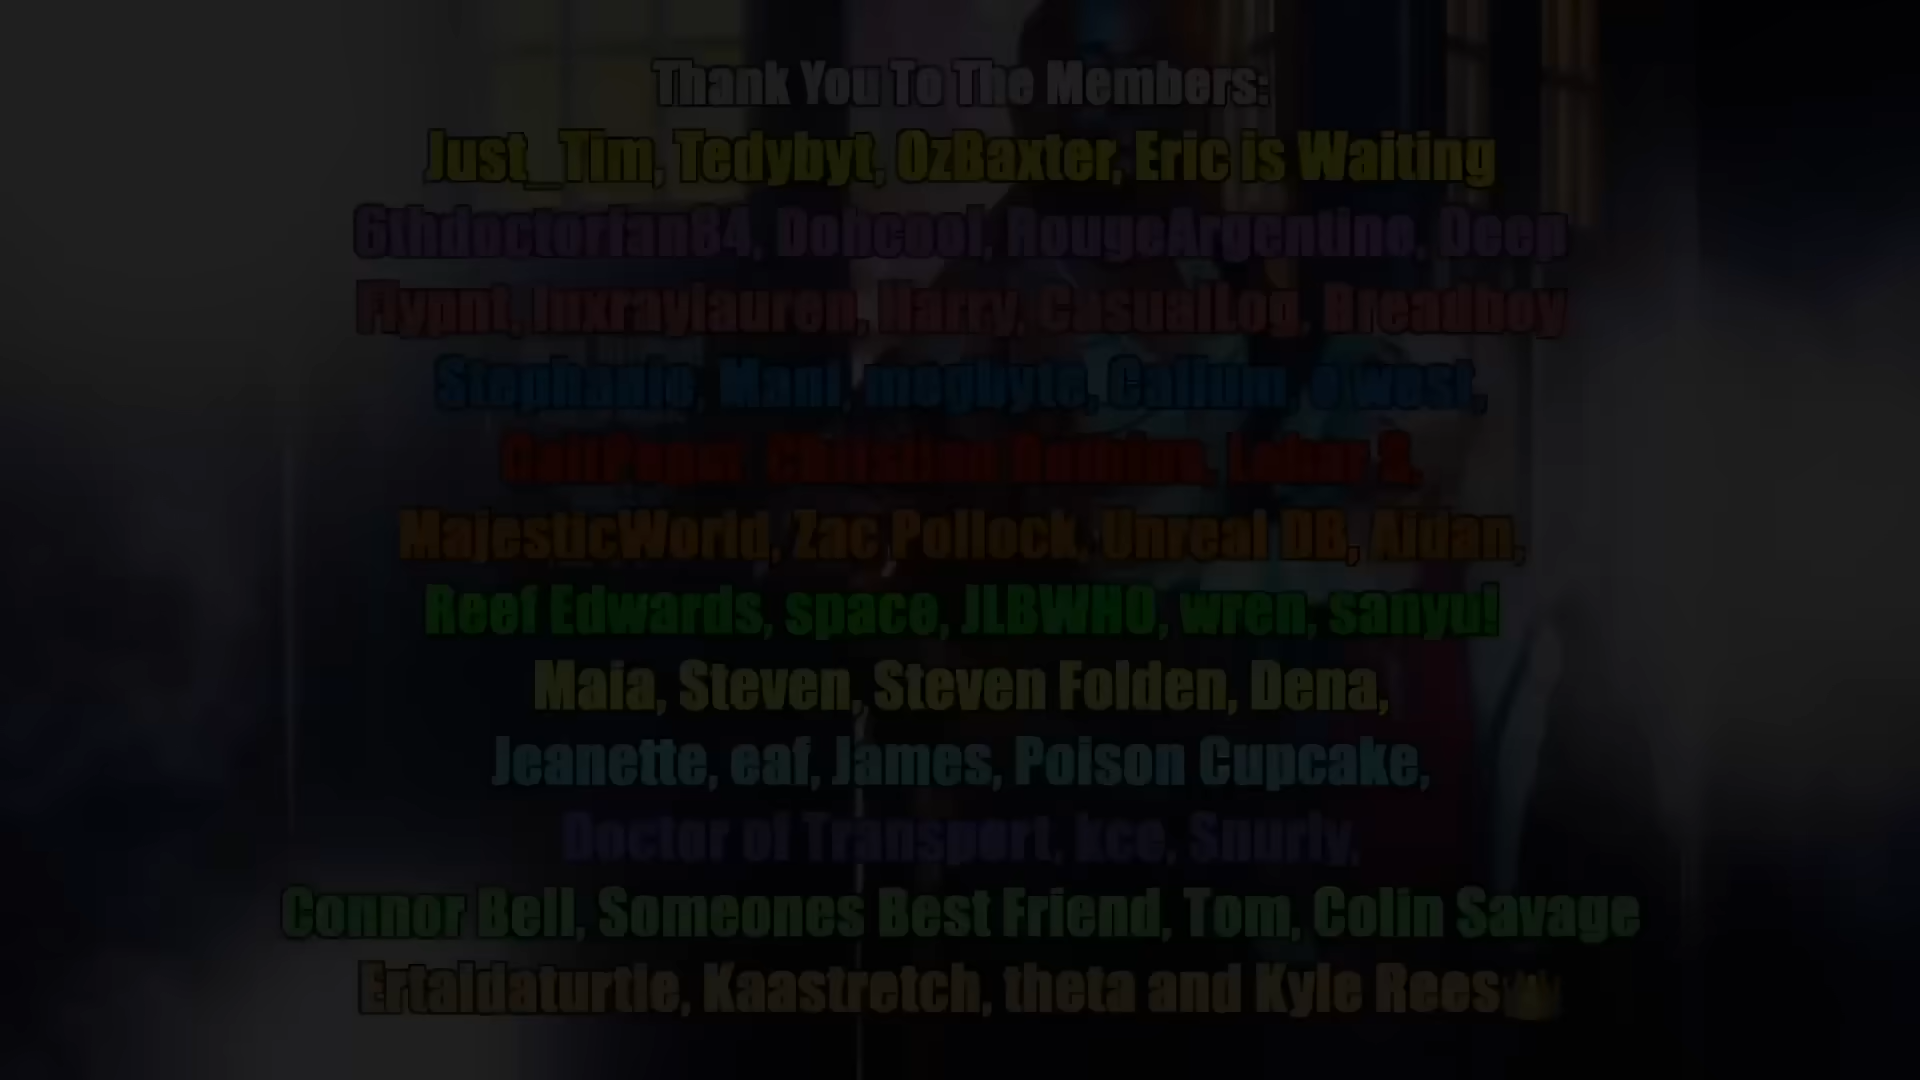 Thank You To The Members:
Just_Tim, Tedybyt, OzBaxter, Eric is Waiting
6thdoctorfan84, Dobcool, RougeArgentino, Deep
Flypnt, luxraylauren, Harry, CasualLog, Breadboy
Stephanie, Mani, megbyte, Callum, e west,
Christian
MajesticWorld, Zac Pollock, Unreal DB, Aidan,
Reef Edwards, space, JLBWHO, wren, sanyu!
Maia, Steven, Steven Folden, Dena,
Jeanette, eaf, James, Poison Cupcake,
Doctor of Transport, kce, Snurly,
Connor Bell, Someones Best Friend, Tom, Colin Savage
Ertaldaturtle, Kaastretch, theta and Kyle Rees